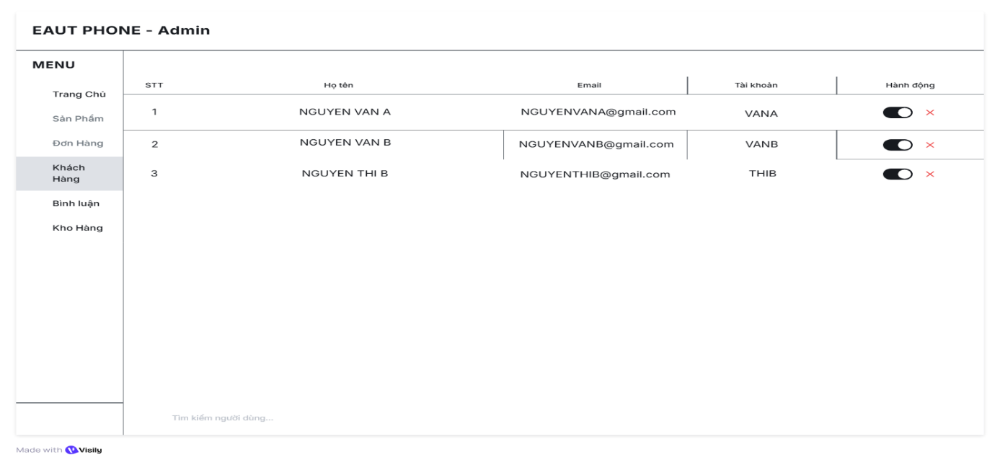 EAUT PHONE - Admin
MENU
Trang Chủ
Sản Phẩm
Đơn Hàng
Khách
Hàng
Bình luận
Kho Hàng
STT Họ tên Email Tài khoản Hành động
1 NGUYEN VAN A NGUYENVANA@gmail.com VANA
2 NGUYEN VAN B NGUYENVANB@gmail.com VANB
3 NGUYEN THI B NGUYENTHIB@gmail.com THIB
Tìm kiếm người dùng...
Made with Visily